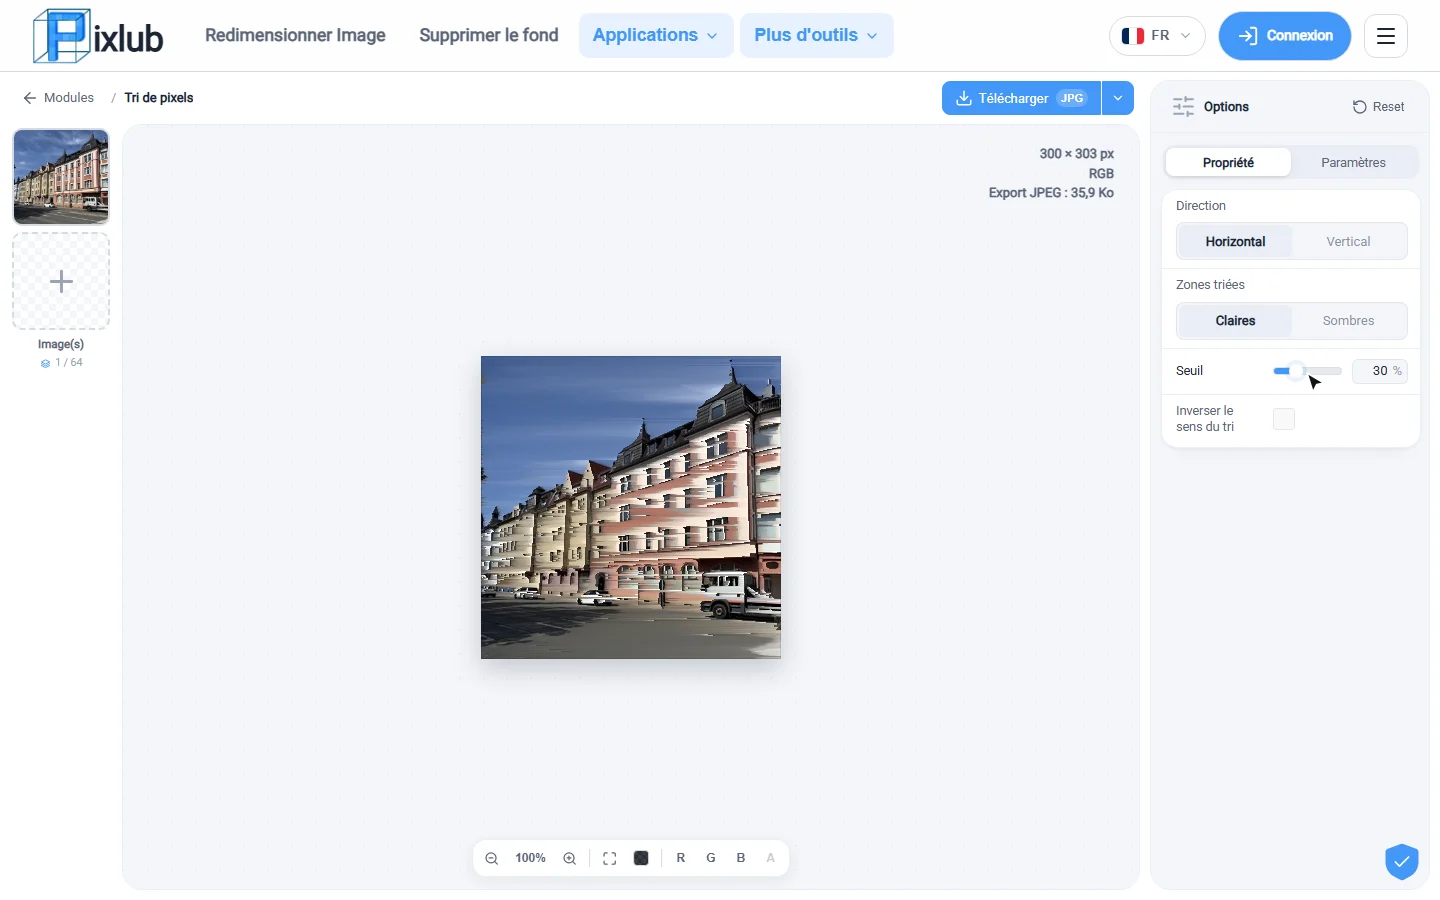 Pixlub
Redimensionner Image
Supprimer le fond
Applications
Plus d'outils
FR
Connexion
Modules / Tri de pixels
Télécharger JPG
Options
Reset
300 × 303 px
RGB
Export JPEG : 35,9 Ko
Propriété
Paramètres
Direction
Horizontal
Vertical
Zones triées
Claires
Sombres
Seuil
30 %
Inverser le
sens du tri
Image(s)
1 / 64
100%
R
G
B
A